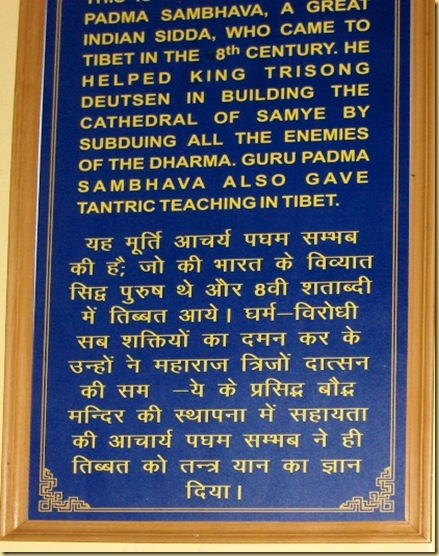 THIS IS
PADMA SAMBHAVA, A GREAT
INDIAN SIDDA, WHO CAME TO
TIBET IN THE 8th CENTURY. HE
HELPED KING TRISONG
DEUTSEN IN BUILDING THE
CATHEDRAL OF SAMYE BY
SUBDUING ALL THE ENEMIES
OF THE DHARMA. GURU PADMA
SAMBHAVA ALSO GAVE
TANTRIC TEACHING IN TIBET.
यह मूर्ति आचार्य पघम सम्भब
की है; जो की भारत के विव्यात
सिद्व पुरुष थे और 8वी शताब्दी
में तिब्बत आये। घर्म–विरोधी
सब शक्तियों का दमन कर के
उन्हों ने महाराज त्रिजों दात्सन
की सम –ये के प्रसिद्ध बौद्ध
मन्दिर की स्थापना में सहायता
की आचार्य पघम सम्भब ने ही
तिब्बत को तन्त्र यान का ज्ञान
दिया।